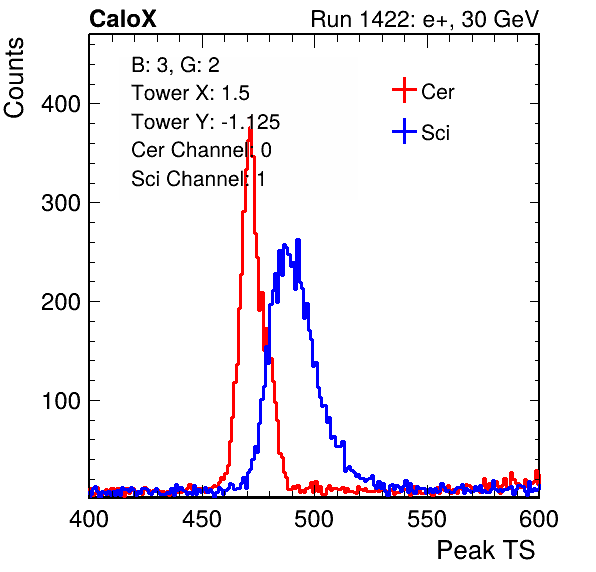 CaloX Run 1422: e+, 30 GeV
Counts
B: 3, G: 2
Tower X: 1.5
Tower Y: -1.125
Cer Channel: 0
Sci Channel: 1
Cer
Sci
400
300
200
100
400 450 500 550 600
Peak TS